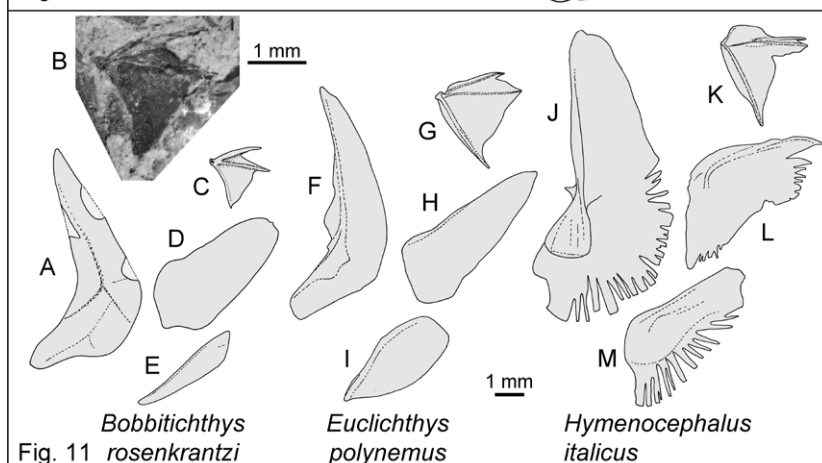 B
1 mm
C
A
D
E
F
G
H
I
1 mm
J
K
L
M
Bobbitichthys
rosenkrantzi
Euclichthys
polynemus
Hymenocephalus
italicus
Fig. 11